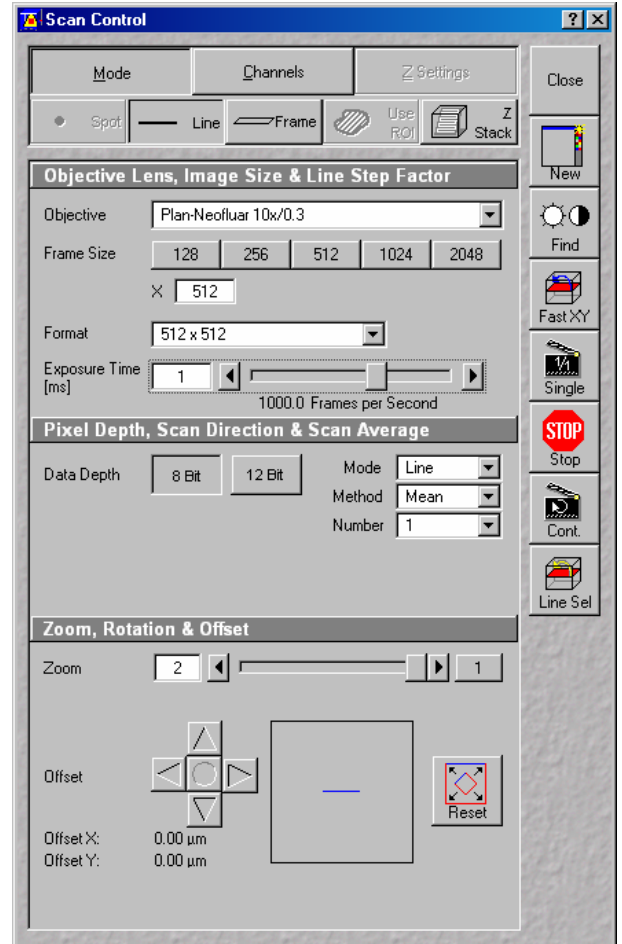 Scan Control
Mode Channels Z Settings
Spot Line Frame Use ROI Z Stack
Close
New
Find
Fast XY
1/1
Single
STOP
Stop
Cont.
Line Sel
Objective Lens, Image Size & Line Step Factor
Objective Plan-Neofluar 10x/0.3
Frame Size 128 256 512 1024 2048
X 512
Format 512 x 512
Exposure Time [ms] 1
1000.0 Frames per Second
Pixel Depth, Scan Direction & Scan Average
Data Depth 8 Bit 12 Bit Mode Line
Method Mean
Number 1
Zoom, Rotation & Offset
Zoom 2 1
Offset
Reset
Offset X: 0.00 µm
Offset Y: 0.00 µm